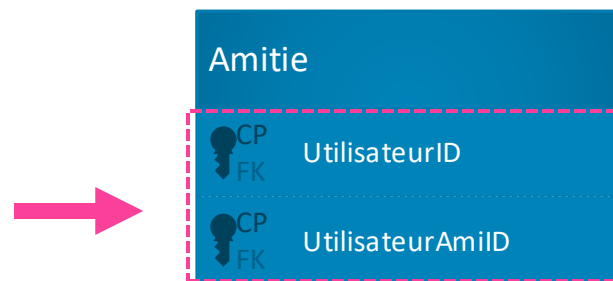 Amitie
CP
FK
UtilisateurID
CP
FK
UtilisateurAmiID